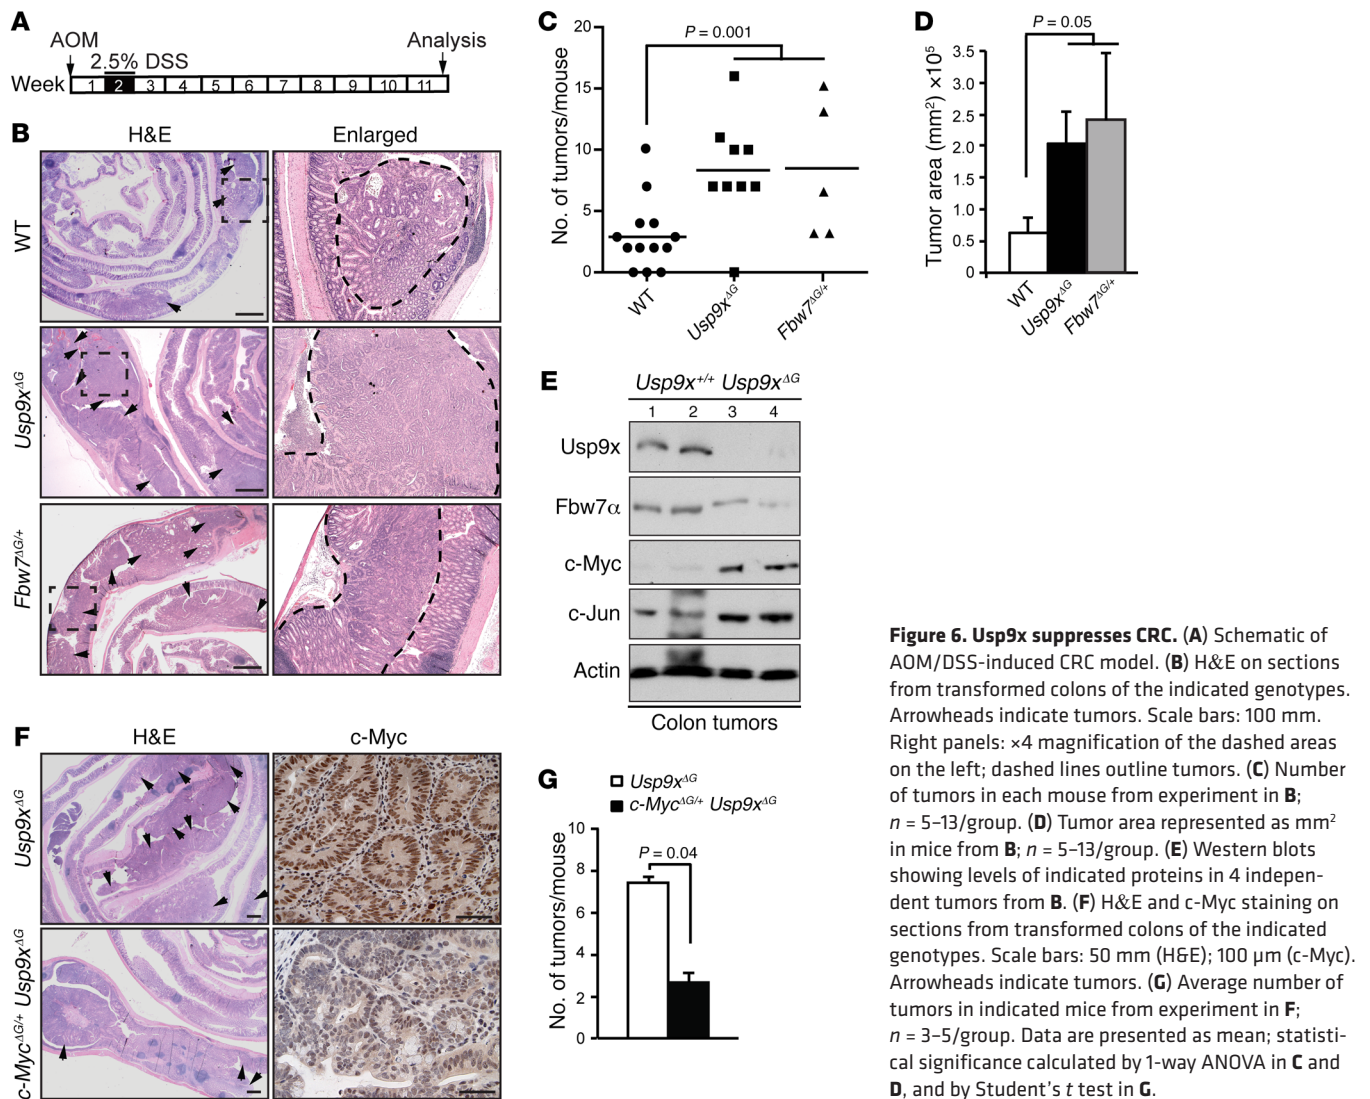 A
AOM
Analysis
2.5% DSS
Week 1 2 3 4 5 6 7 8 9 10 11
B
H&E
Enlarged
WT
Usp9xΔG
Fbw7ΔG/+
C
No. of tumors/mouse
20
15
10
5
0
P = 0.001
WT
Usp9xΔG
Fbw7ΔG/+
D
Tumor area (mm²) ×10⁵
3.5
3.0
2.5
2.0
1.5
1.0
0.5
0
P = 0.05
WT
Usp9xΔG
Fbw7ΔG/+
E
Usp9x+/+ Usp9xΔG
1 2 3 4
Usp9x
Fbw7α
c-Myc
c-Jun
Actin
Colon tumors
F
H&E
c-Myc
Usp9xΔG
c-MycΔG/+ Usp9xΔG
G
Usp9xΔG
c-MycΔG/+ Usp9xΔG
No. of tumors/mouse
10
8
6
4
2
0
P = 0.04
Figure 6. Usp9x suppresses CRC. (A) Schematic of
AOM/DSS-induced CRC model. (B) H&E on sections
from transformed colons of the indicated genotypes.
Arrowheads indicate tumors. Scale bars: 100 mm.
Right panels: ×4 magnification of the dashed areas
on the left; dashed lines outline tumors. (C) Number
of tumors in each mouse from experiment in B;
n = 5–13/group. (D) Tumor area represented as mm²
in mice from B; n = 5–13/group. (E) Western blots
showing levels of indicated proteins in 4 indepen-
dent tumors from B. (F) H&E and c-Myc staining on
sections from transformed colons of the indicated
genotypes. Scale bars: 50 mm (H&E); 100 μm (c-Myc).
Arrowheads indicate tumors. (G) Average number of
tumors in indicated mice from experiment in F;
n = 3–5/group. Data are presented as mean; statisti-
cal significance calculated by 1-way ANOVA in C and
D, and by Student's t test in G.